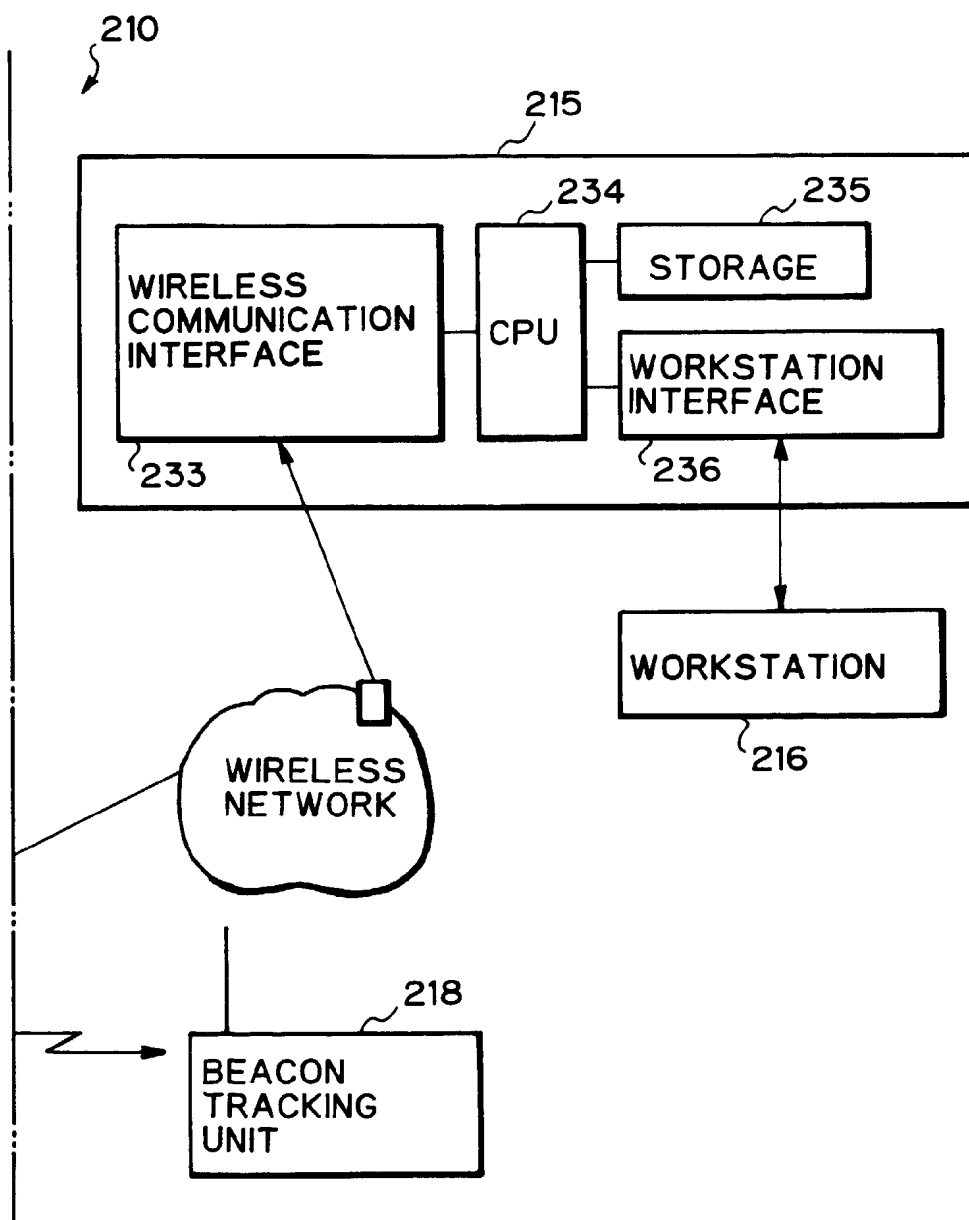 210
215
234
235
WIRELESS
COMMUNICATION
INTERFACE
CPU
STORAGE
WORKSTATION
INTERFACE
233
236
WORKSTATION
216
WIRELESS
NETWORK
218
BEACON
TRACKING
UNIT